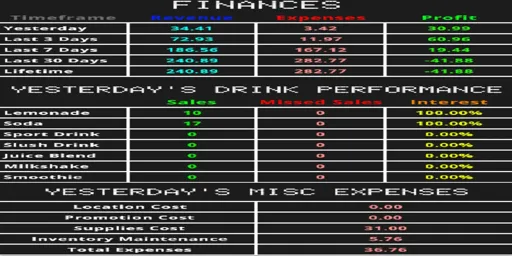 FINANCES
Timeframe Revenue Expenses Profit
Yesterday 34.41 3.42 30.99
Last 3 Days 72.93 11.97 60.96
Last 7 Days 186.56 167.12 19.44
Last 30 Days 240.89 282.77 -41.88
Lifetime 240.89 282.77 -41.88
YESTERDAY'S DRINK PERFORMANCE
Sales Missed Sales Interest
Lemonade 10 0 100.00%
Soda 17 0 100.00%
Sport Drink 0 0 0.00%
Slush Drink 0 0 0.00%
Juice Blend 0 0 0.00%
Milkshake 0 0 0.00%
Smoothie 0 0 0.00%
YESTERDAY'S MISC EXPENSES
Location Cost 0.00
Promotion Cost 0.00
Supplies Cost 31.00
Inventory Maintenance 5.76
Total Expenses 36.76